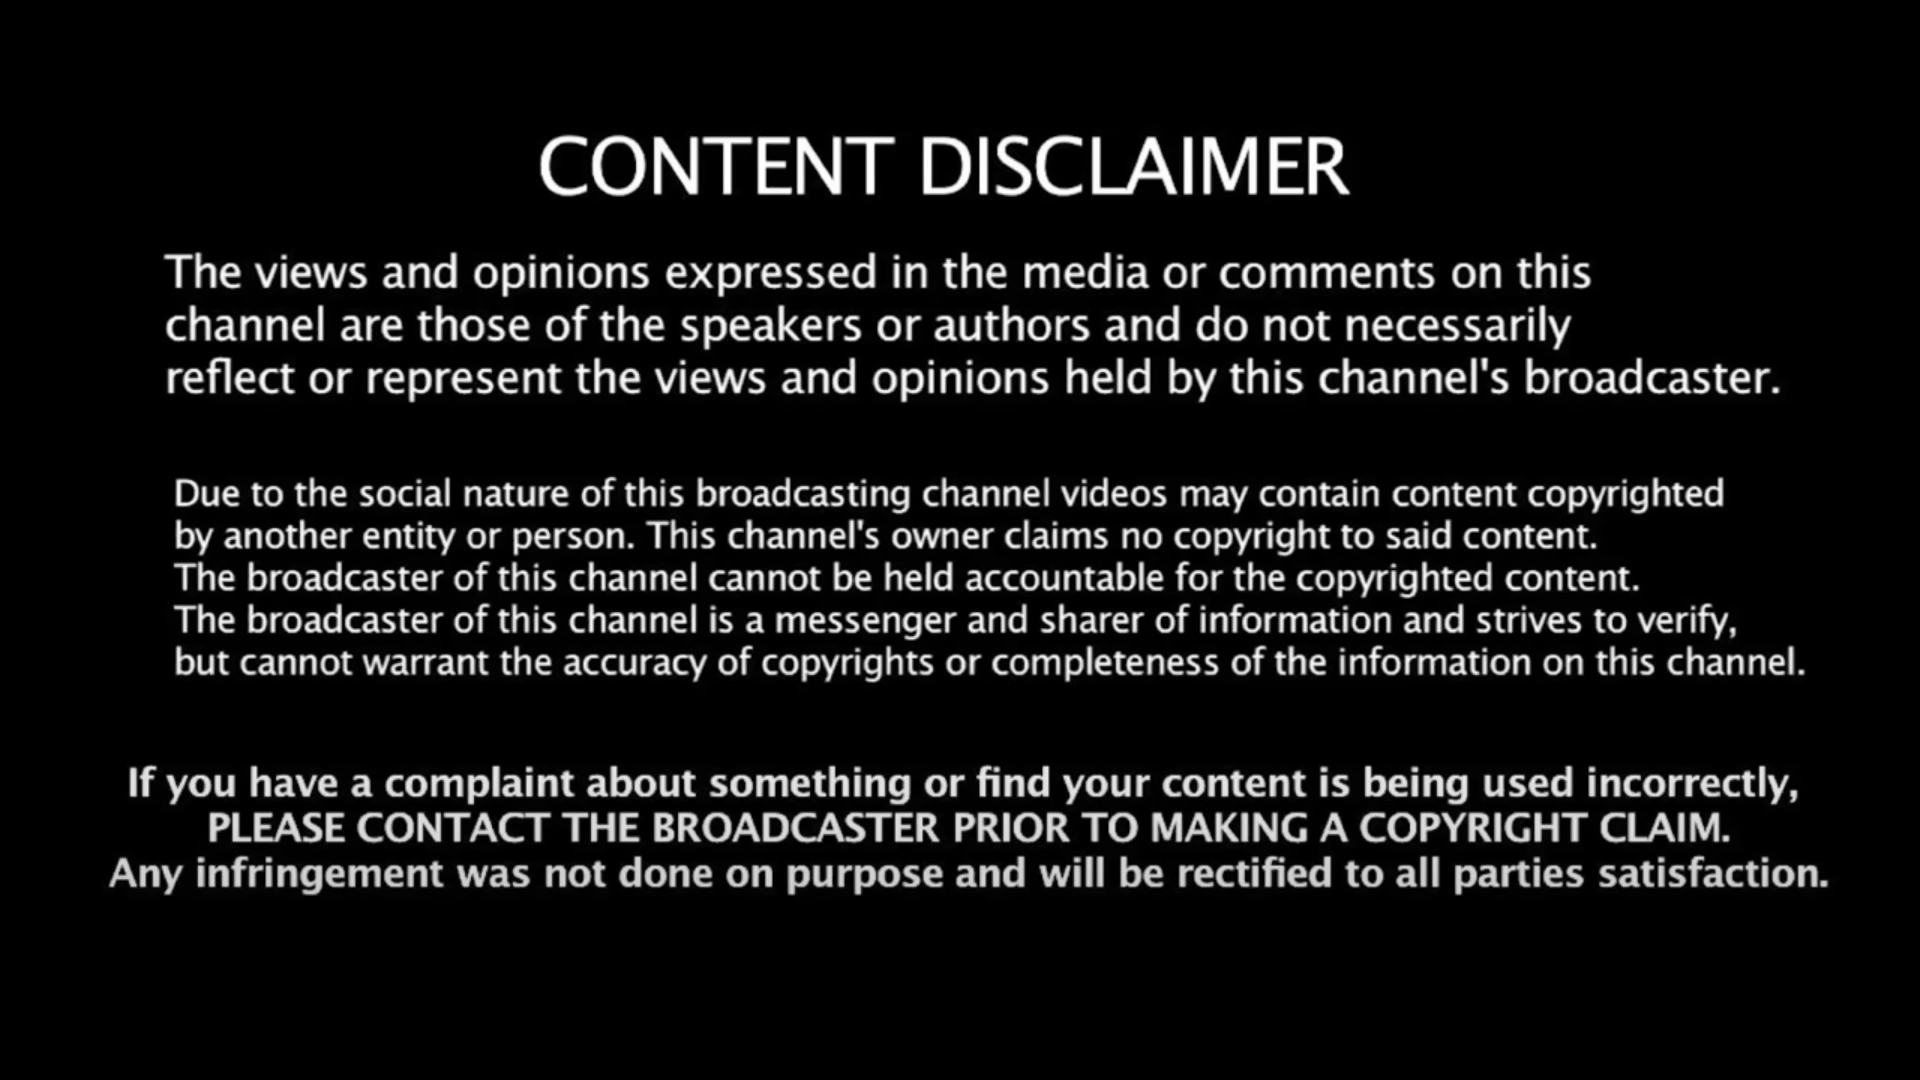 CONTENT DISCLAIMER
The views and opinions expressed in the media or comments on this
channel are those of the speakers or authors and do not necessarily
reflect or represent the views and opinions held by this channel's broadcaster.
Due to the social nature of this broadcasting channel videos may contain content copyrighted
by another entity or person. This channel's owner claims no copyright to said content.
The broadcaster of this channel cannot be held accountable for the copyrighted content.
The broadcaster of this channel is a messenger and sharer of information and strives to verify,
but cannot warrant the accuracy of copyrights or completeness of the information on this channel.
If you have a complaint about something or find your content is being used incorrectly,
PLEASE CONTACT THE BROADCASTER PRIOR TO MAKING A COPYRIGHT CLAIM.
Any infringement was not done on purpose and will be rectified to all parties satisfaction.